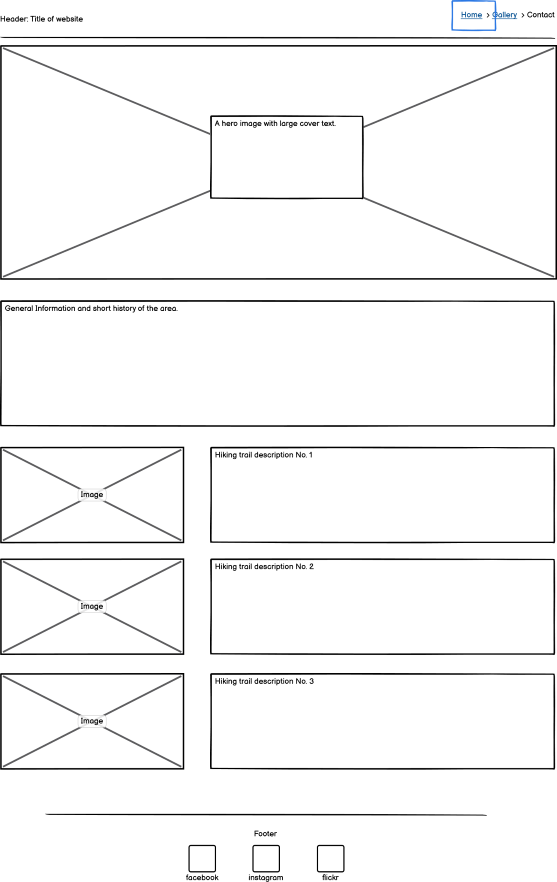 Header: Title of website
Home > Gallery > Contact
A hero image with large cover text.
General Information and short history of the area.
Image
Hiking trail description No. 1
Image
Hiking trail description No. 2
Image
Hiking trail description No. 3
Footer
facebook
instagram
flickr